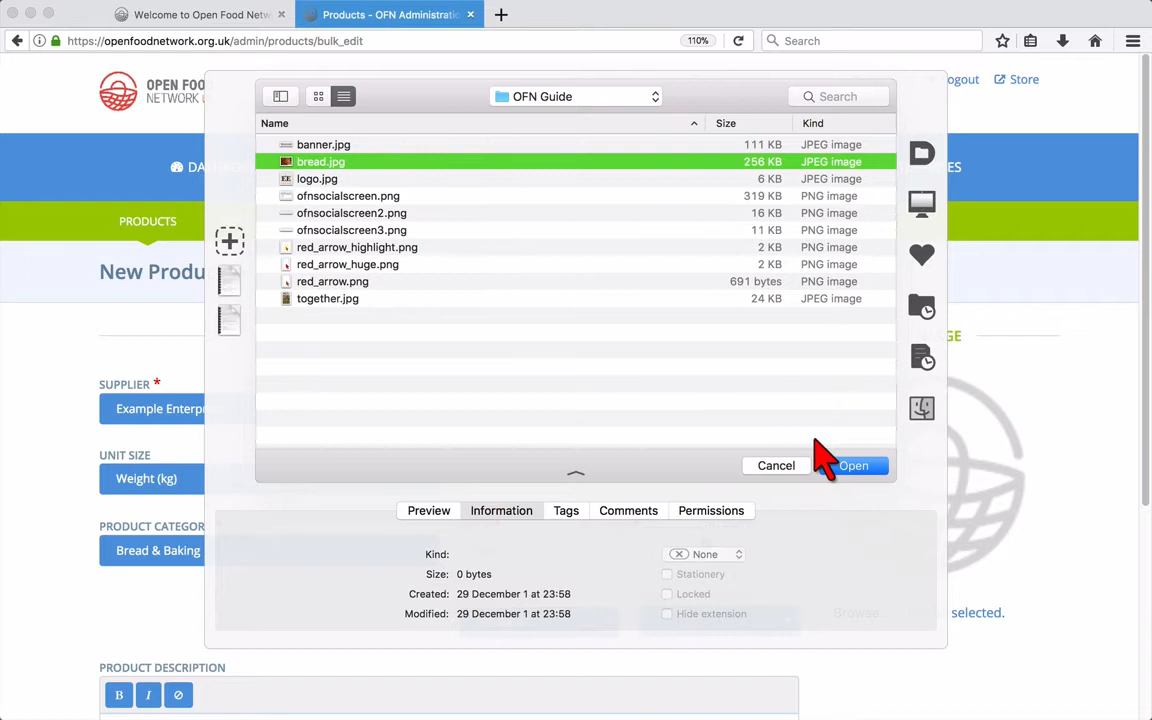 Welcome to Open Food Netw
Products - OFN Administratio
https://openfoodnetwork.org.uk/admin/products/bulk_edit
110%
Search
OPEN FOO
NETWORK
ogout
Store
OFN Guide
Search
Name
Size
Kind
banner.jpg
111 KB
JPEG image
bread.jpg
256 KB
JPEG image
logo.jpg
6 KB
JPEG image
ofnsocialscreen.png
319 KB
PNG image
ofnsocialscreen2.png
16 KB
PNG image
ofnsocialscreen3.png
11 KB
PNG image
red_arrow_highlight.png
2 KB
PNG image
red_arrow_huge.png
2 KB
PNG image
red_arrow.png
691 bytes
PNG image
together.jpg
24 KB
JPEG image
DA
ES
PRODUCTS
New Produ
GE
SUPPLIER *
Example Enterp
UNIT SIZE
Weight (kg)
PRODUCT CATEGOR
Bread & Baking
Cancel
Open
Preview
Information
Tags
Comments
Permissions
Kind:
None
Size: 0 bytes
Stationery
Created: 29 December 1 at 23:58
Locked
Modified: 29 December 1 at 23:58
Hide extension
Browse...
selected.
PRODUCT DESCRIPTION
B
I